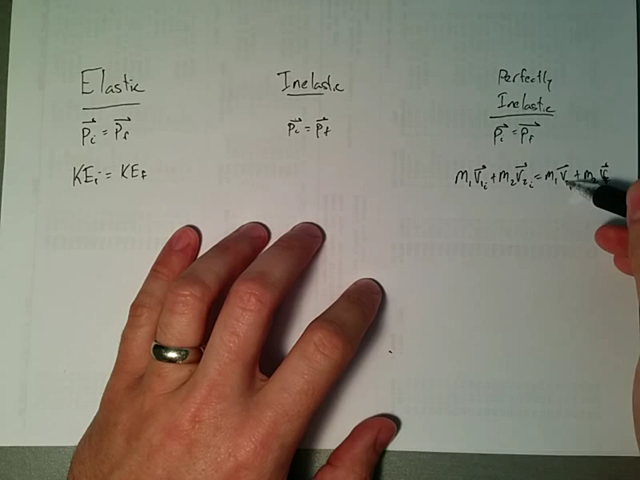 Elastic
p⃗ᵢ = p⃗f
KEᵢ = KEf
Inelastic
p⃗ᵢ = p⃗f
Perfectly
Inelastic
p⃗ᵢ = p⃗f
m₁v⃗₁ᵢ + m₂v⃗₂ᵢ = m₁v⃗ + m₂v⃗